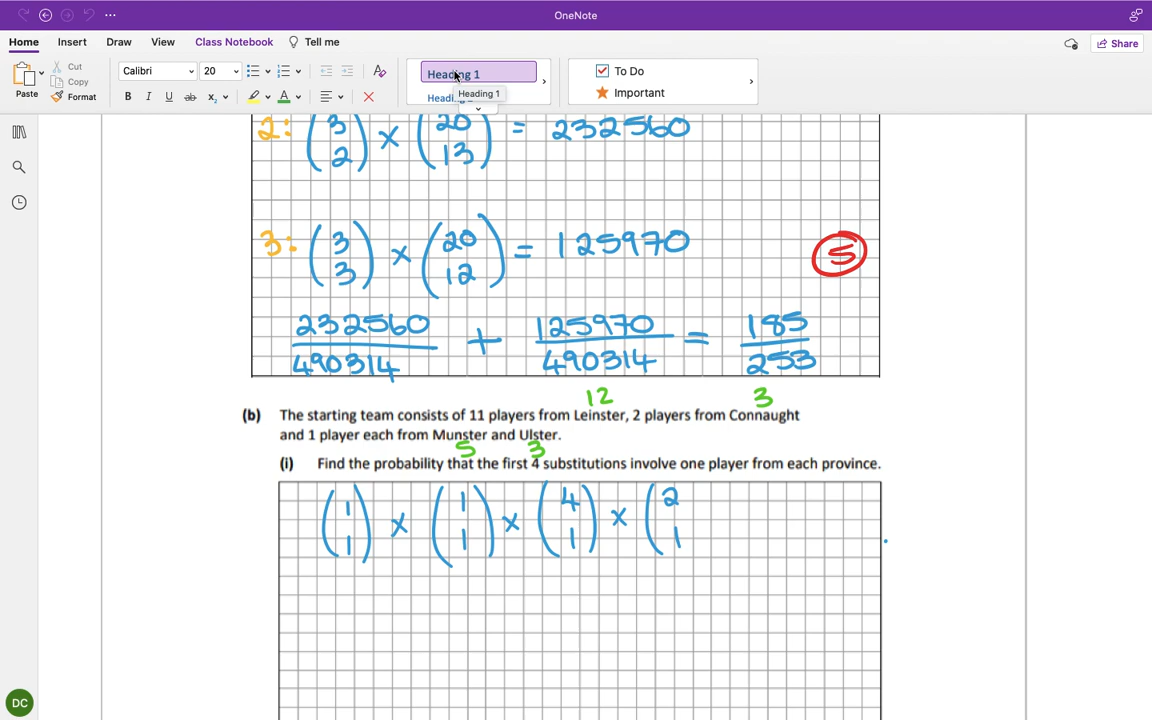 OneNote
Home Insert Draw View Class Notebook Tell me Share
Paste Cut Copy Format
Calibri 20 B I U ab x A
Heading 1
Heading 1
Heading
To Do
Important
2: (3 2) × (20 13) = 232560
3: (3 3) × (20 12) = 125970
5
232560/490314 + 125970/490314 = 185/253
12 3
(b) The starting team consists of 11 players from Leinster, 2 players from Connaught
and 1 player each from Munster and Ulster.
5 3
(i) Find the probability that the first 4 substitutions involve one player from each province.
(1 1) × (1 1) × (4 1) × (2 1
DC